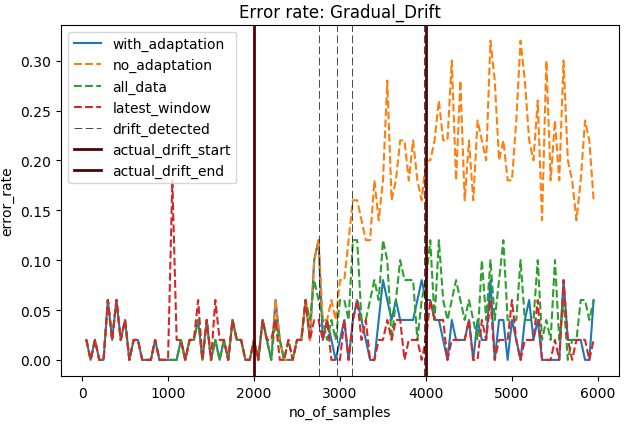 Error rate: Gradual_Drift
with_adaptation
no_adaptation
all_data
latest_window
drift_detected
actual_drift_start
actual_drift_end
error_rate
0.30
0.25
0.20
0.15
0.10
0.05
0.00
0 1000 2000 3000 4000 5000 6000
no_of_samples